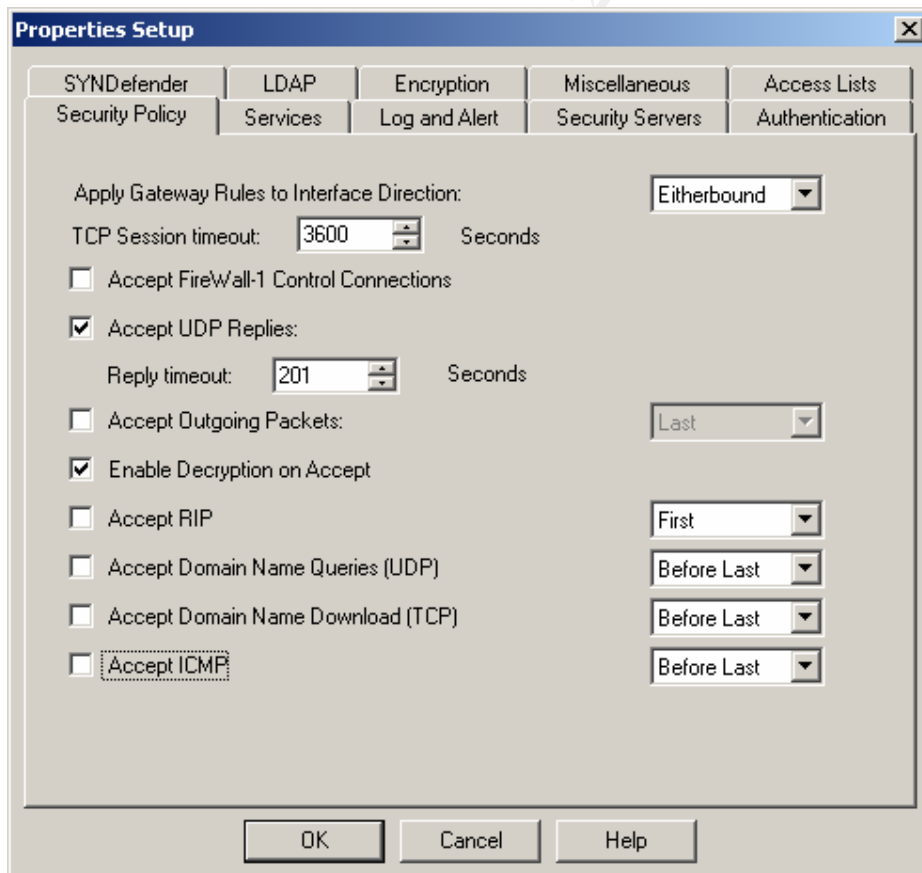 Properties Setup
SYNDefender LDAP Encryption Miscellaneous Access Lists
Security Policy Services Log and Alert Security Servers Authentication
Apply Gateway Rules to Interface Direction: Eitherbound
TCP Session timeout: 3600 Seconds
Accept FireWall-1 Control Connections
Accept UDP Replies:
Reply timeout: 201 Seconds
Accept Outgoing Packets: Last
Enable Decryption on Accept
Accept RIP First
Accept Domain Name Queries (UDP) Before Last
Accept Domain Name Download (TCP) Before Last
Accept ICMP Before Last
OK Cancel Help